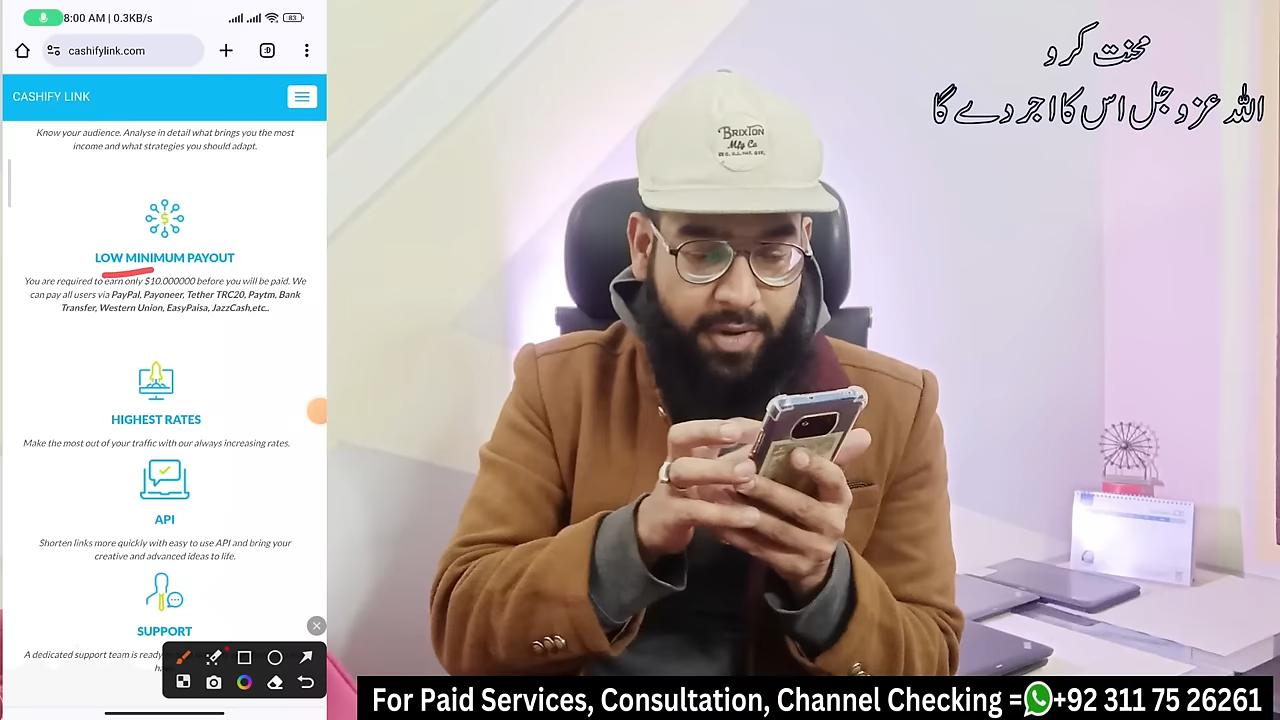 8:00 AM | 0.3KB/s
83
cashifylink.com
:D
CASHIFY LINK
Know your audience. Analyse in detail what brings you the most
income and what strategies you should adapt.
$
LOW MINIMUM PAYOUT
You are required to earn only $10.000000 before you will be paid. We
can pay all users via PayPal, Payoneer, Tether TRC20, Paytm, Bank
Transfer, Western Union, EasyPaisa, JazzCash,etc..
HIGHEST RATES
Make the most out of your traffic with our always increasing rates.
API
Shorten links more quickly with easy to use API and bring your
creative and advanced ideas to life.
SUPPORT
A dedicated support team is ready
محنت کرو
اللہ عزوجل اس کا اجر دے گا
BRIXTON
Mfg Co
For Paid Services, Consultation, Channel Checking =+92 311 75 26261